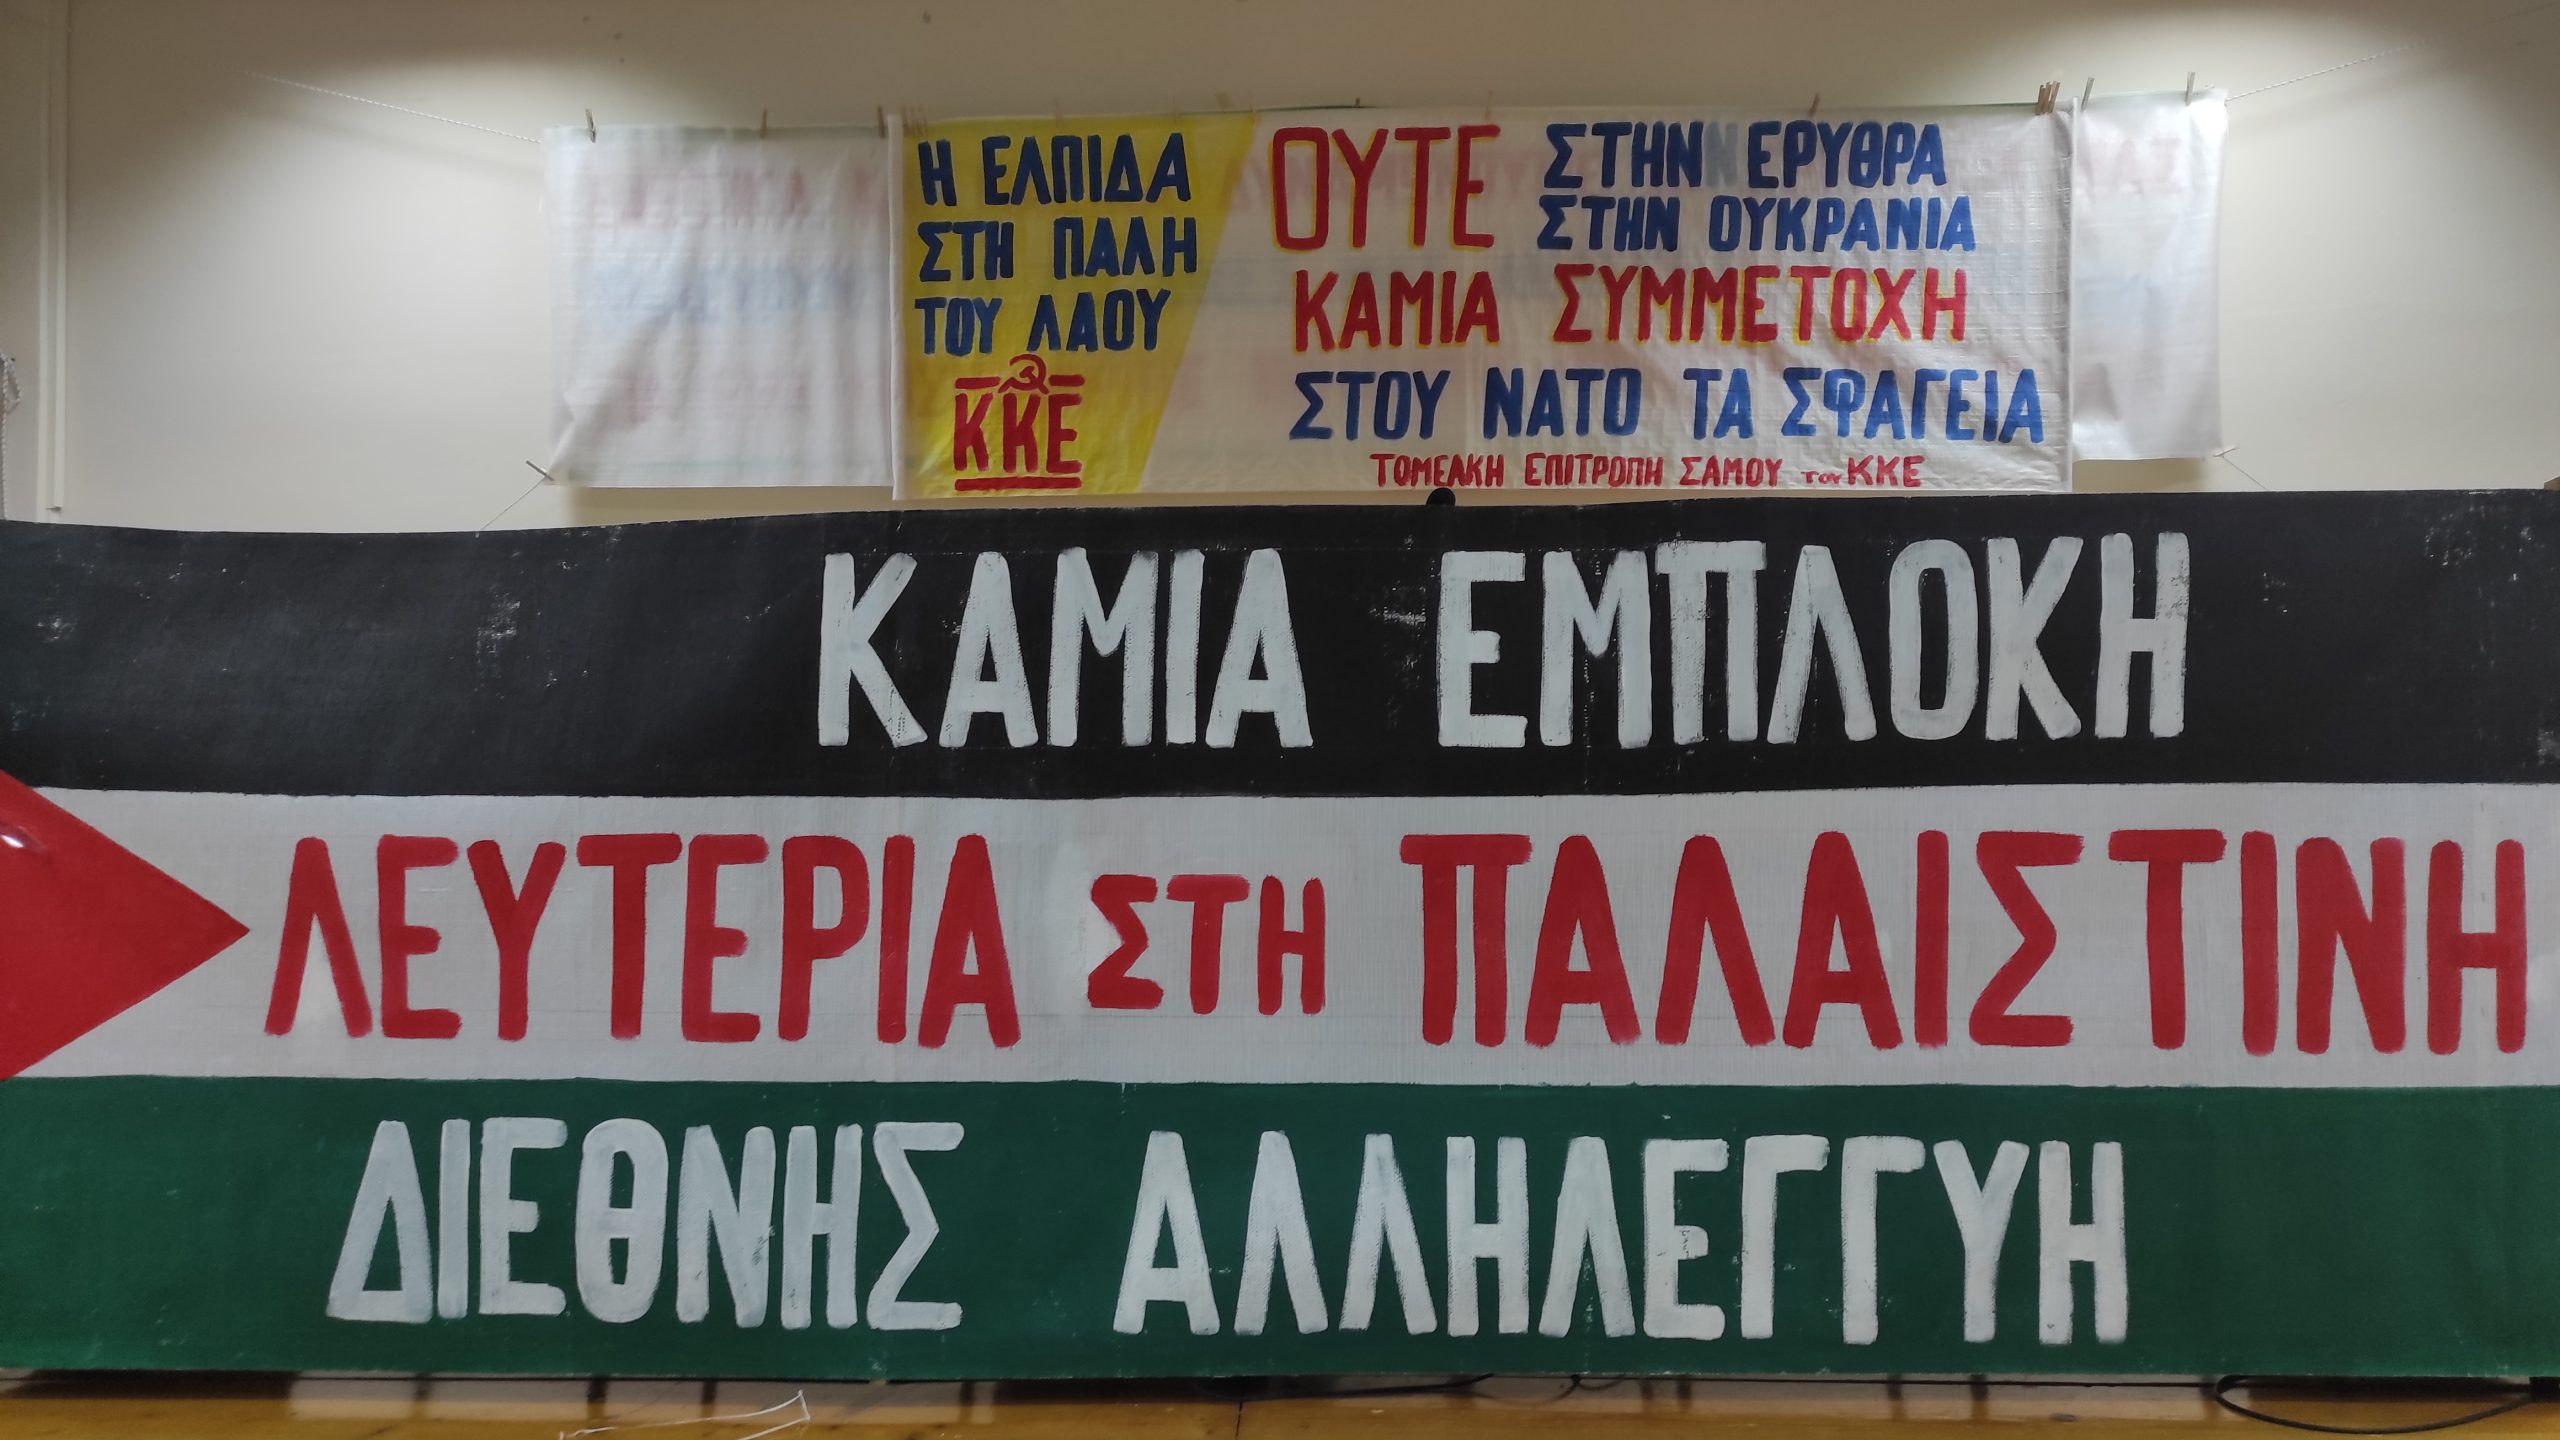 Η ΕΛΠΙΔΑ
ΣΤΗ ΠΑΛΗ
ΤΟΥ ΛΑΟΥ
ΚΚΕ
ΟΥΤΕ ΣΤΗΝ ΕΡΥΘΡΑ
ΣΤΗΝ ΟΥΚΡΑΝΙΑ
ΚΑΜΙΑ ΣΥΜΜΕΤΟΧΗ
ΣΤΟΥ ΝΑΤΟ ΤΑ ΣΦΑΓΕΙΑ
ΤΟΜΕΑΚΗ ΕΠΙΤΡΟΠΗ ΣΑΜΟΥ του ΚΚΕ
ΚΑΜΙΑ ΕΜΠΛΟΚΗ
ΛΕΥΤΕΡΙΑ ΣΤΗ ΠΑΛΑΙΣΤΙΝΗ
ΔΙΕΘΝΗΣ ΑΛΛΗΛΕΓΓΥΗ